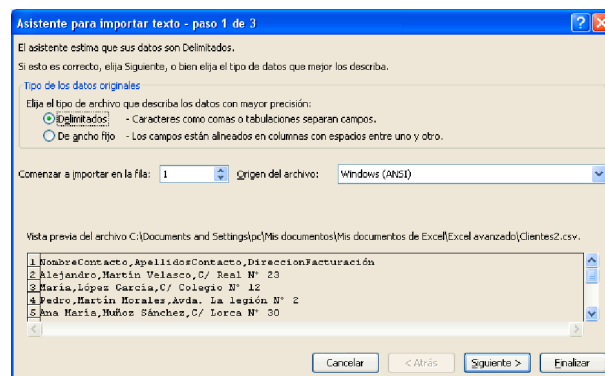 Asistente para importar texto - paso 1 de 3
El asistente estima que sus datos son Delimitados.
Si esto es correcto, elija Siguiente, o bien elija el tipo de datos que mejor los describa.
Tipo de los datos originales
Elija el tipo de archivo que describa los datos con mayor precisión:
Delimitados - Caracteres como comas o tabulaciones separan campos.
De ancho fijo - Los campos están alineados en columnas con espacios entre uno y otro.
Comenzar a importar en la fila: 1 Origen del archivo: Windows (ANSI)
Vista previa del archivo C:\Documents and Settings\pc\Mis documentos\Mis documentos de Excel\Excel avanzado\Clientes2.csv.
1 NombreContacto,ApellidosContacto,DireccionFacturación
2 Alejandro,Martín Velasco,C/ Real Nº 23
3 María,López García,C/ Colegio Nº 12
4 Pedro,Martín Morales,Avda. La legión Nº 2
5 Ana María,Muñoz Sánchez,C/ Lorca Nº 30
Cancelar < Atrás Siguiente > Finalizar